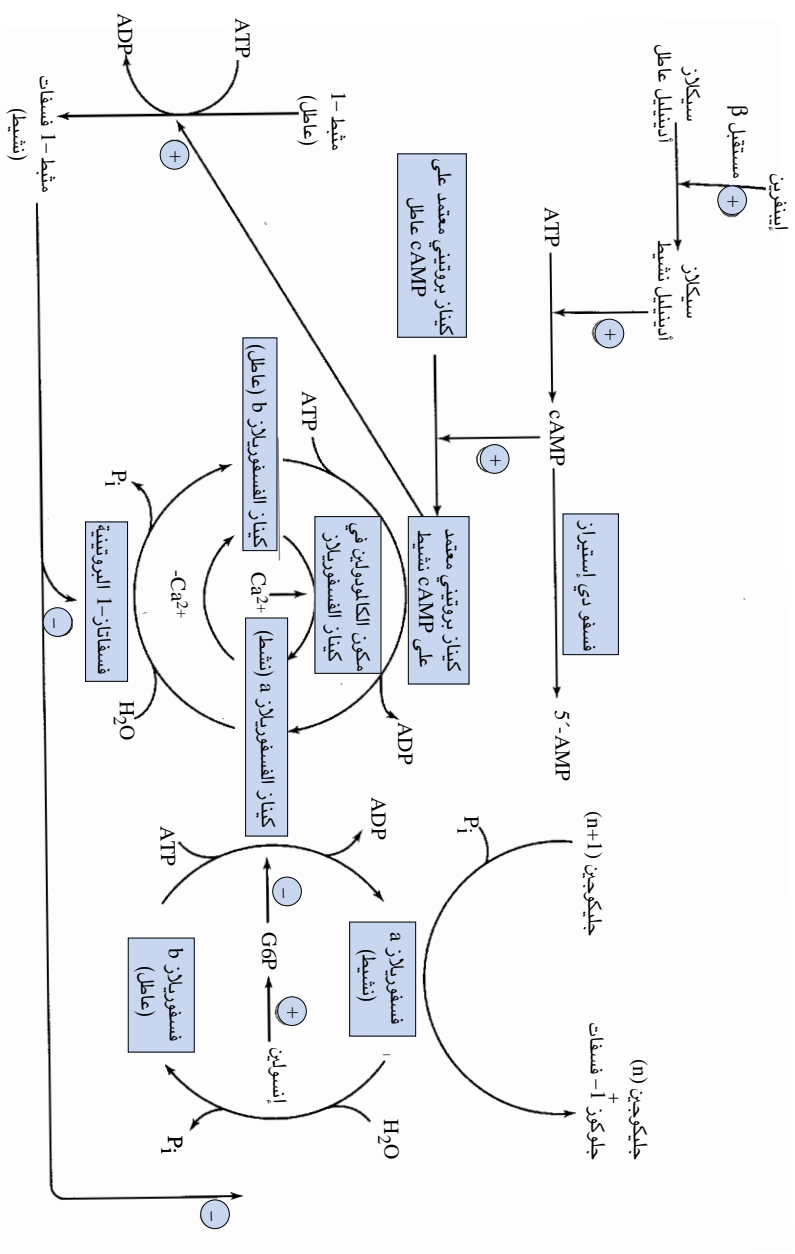 إبينفرين
مستقبل β
+
سيكلاز
أدينيليل عاطل
سيكلاز
أدينيليل نشيط
+
ATP
cAMP
5´-AMP
فسفو دي إستيراز
+
كيناز بروتيني معتمد على
cAMP عاطل
كيناز بروتيني معتمد
على cAMP نشيط
مثبط -1
(عاطل)
ATP
ADP
+
مثبط -1 فسفات
(نشيط)
جليكوجين (n+1)
Pi
جليكوجين (n)
+
جلوكوز 1- فسفات
ATP
ADP
مكون الكالمودولين في
كيناز الفسفوريلاز
كيناز الفسفوريلاز b (عاطل)
Ca2+
كيناز الفسفوريلاز a (نشط)
-Ca2+
Pi
H2O
فسفاتاز-1 البروتينية
–
ADP
ATP
فسفوريلاز a
(نشيط)
–
G6P
+
إنسولين
فسفوريلاز b
(عاطل)
H2O
Pi
–